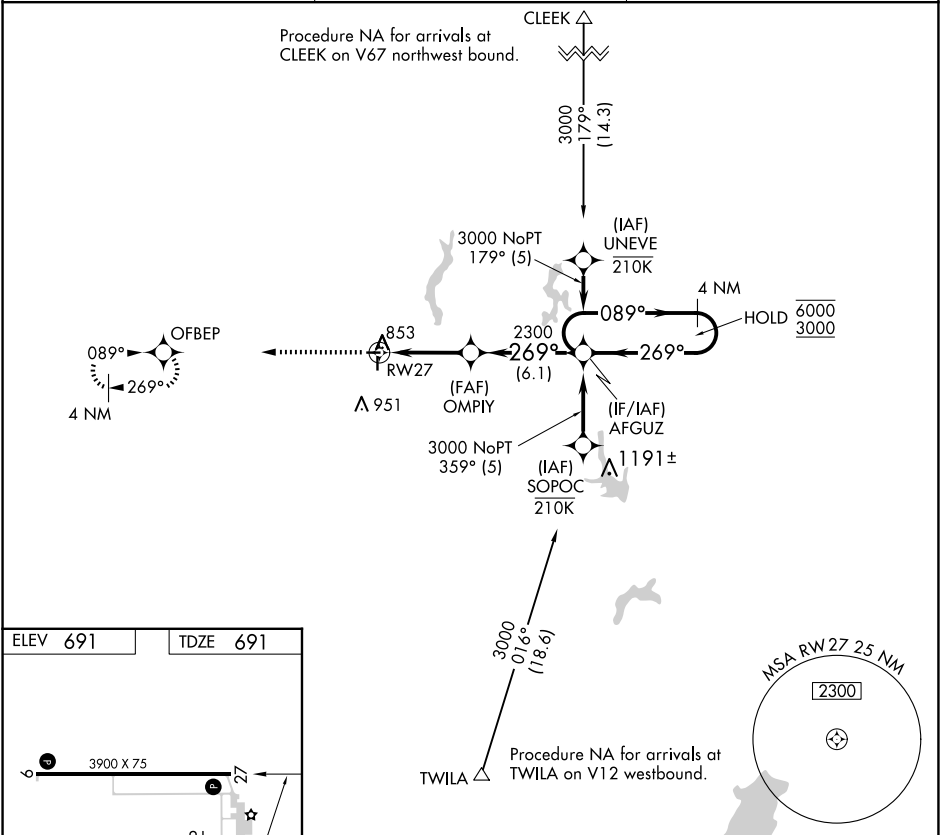 CLEEK
Procedure NA for arrivals at
CLEEK on V67 northwest bound.
3000
179°
(14.3)
(IAF)
UNEVE
210K
3000 NoPT
179° (5)
4 NM
089°
HOLD
6000
3000
OFBEP
853
2300
089°
269°
269°
(6.1)
RW27
269°
4 NM
951
(FAF)
OMPIY
(IF/IAF)
AFGUZ
3000 NoPT
359° (5)
(IAF)
SOPOC
210K
1191±
3000
016°
(18.6)
ELEV 691
TDZE 691
MSA RW27 25 NM
2300
9
P
3900 X 75
27
P
Procedure NA for arrivals at
TWILA on V12 westbound.
TWILA